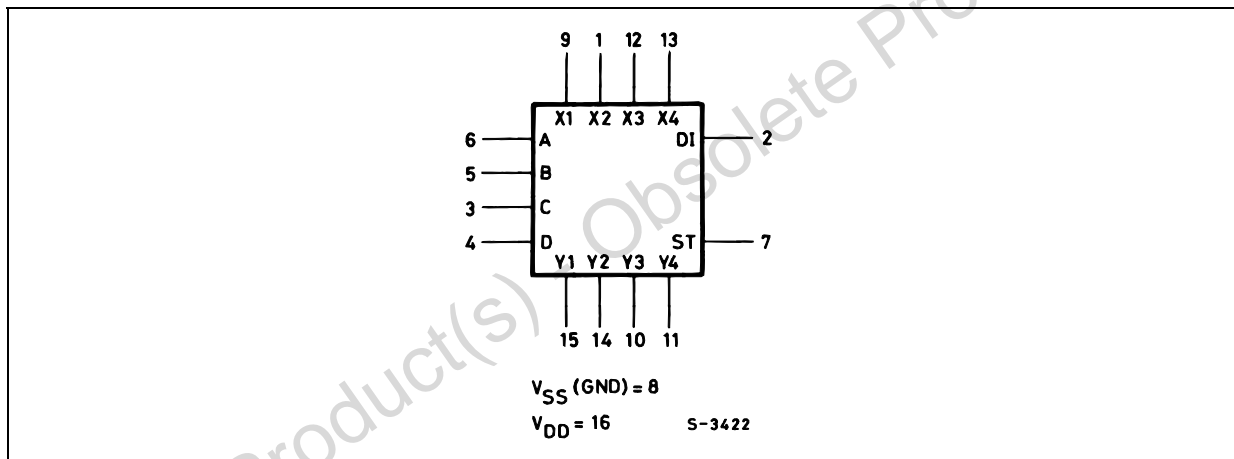 9 1 12 13
X1 X2 X3 X4
6 A DI 2
5 B
3 C
4 D ST 7
Y1 Y2 Y3 Y4
15 14 10 11
VSS (GND) = 8
VDD = 16 S-3422
Product(s) - Obsolete Pro